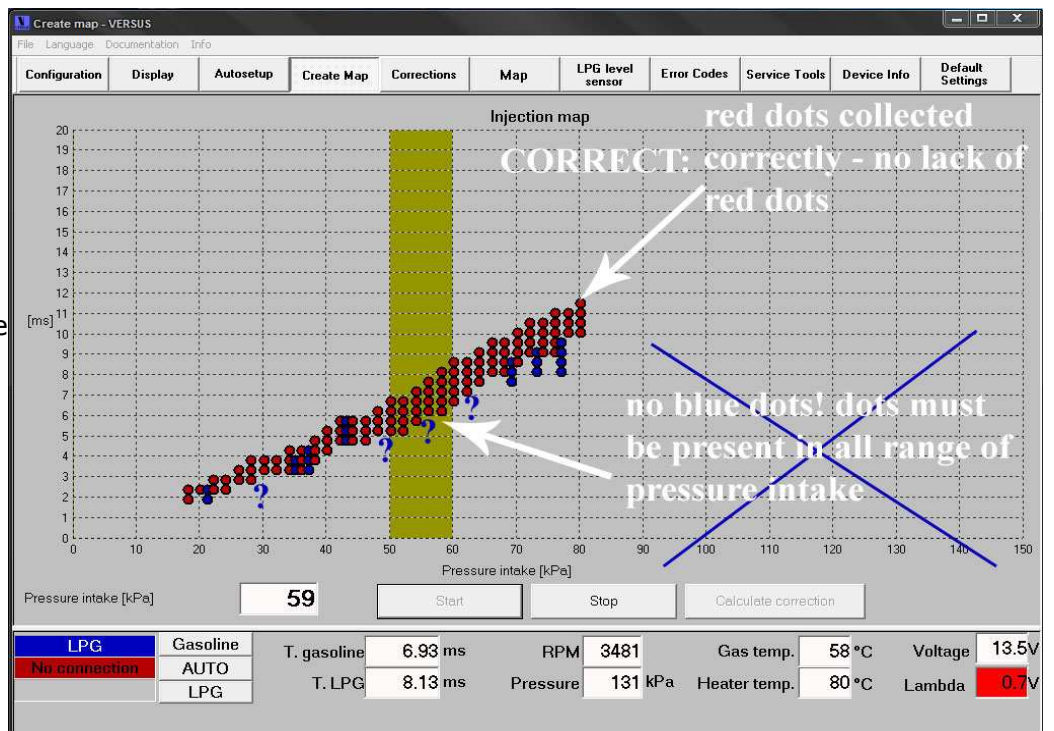 Create map - VERSUS
File Language Documentation Info
Configuration Display Autosetup Create Map Corrections Map LPG level sensor Error Codes Service Tools Device Info Default Settings
Injection map
red dots collected
CORRECT: correctly - no lack of
red dots
20
19
18
17
16
15
14
13
12
11
[ms]
10
9
8
7
6
5
4
3
2
1
0
e
?
?
?
?
no blue dots! dots must
be present in all range of
pressure intake
0 10 20 30 40 50 60 70 80 90 100 110 120 130 140 150
Pressure intake [kPa]
Pressure intake [kPa] 59 Start Stop Calculate correction
LPG Gasoline T. gasoline 6.93 ms RPM 3481 Gas temp. 58 °C Voltage 13.5V
No connection AUTO
LPG T. LPG 8.13 ms Pressure 131 kPa Heater temp. 80 °C Lambda 0.7V